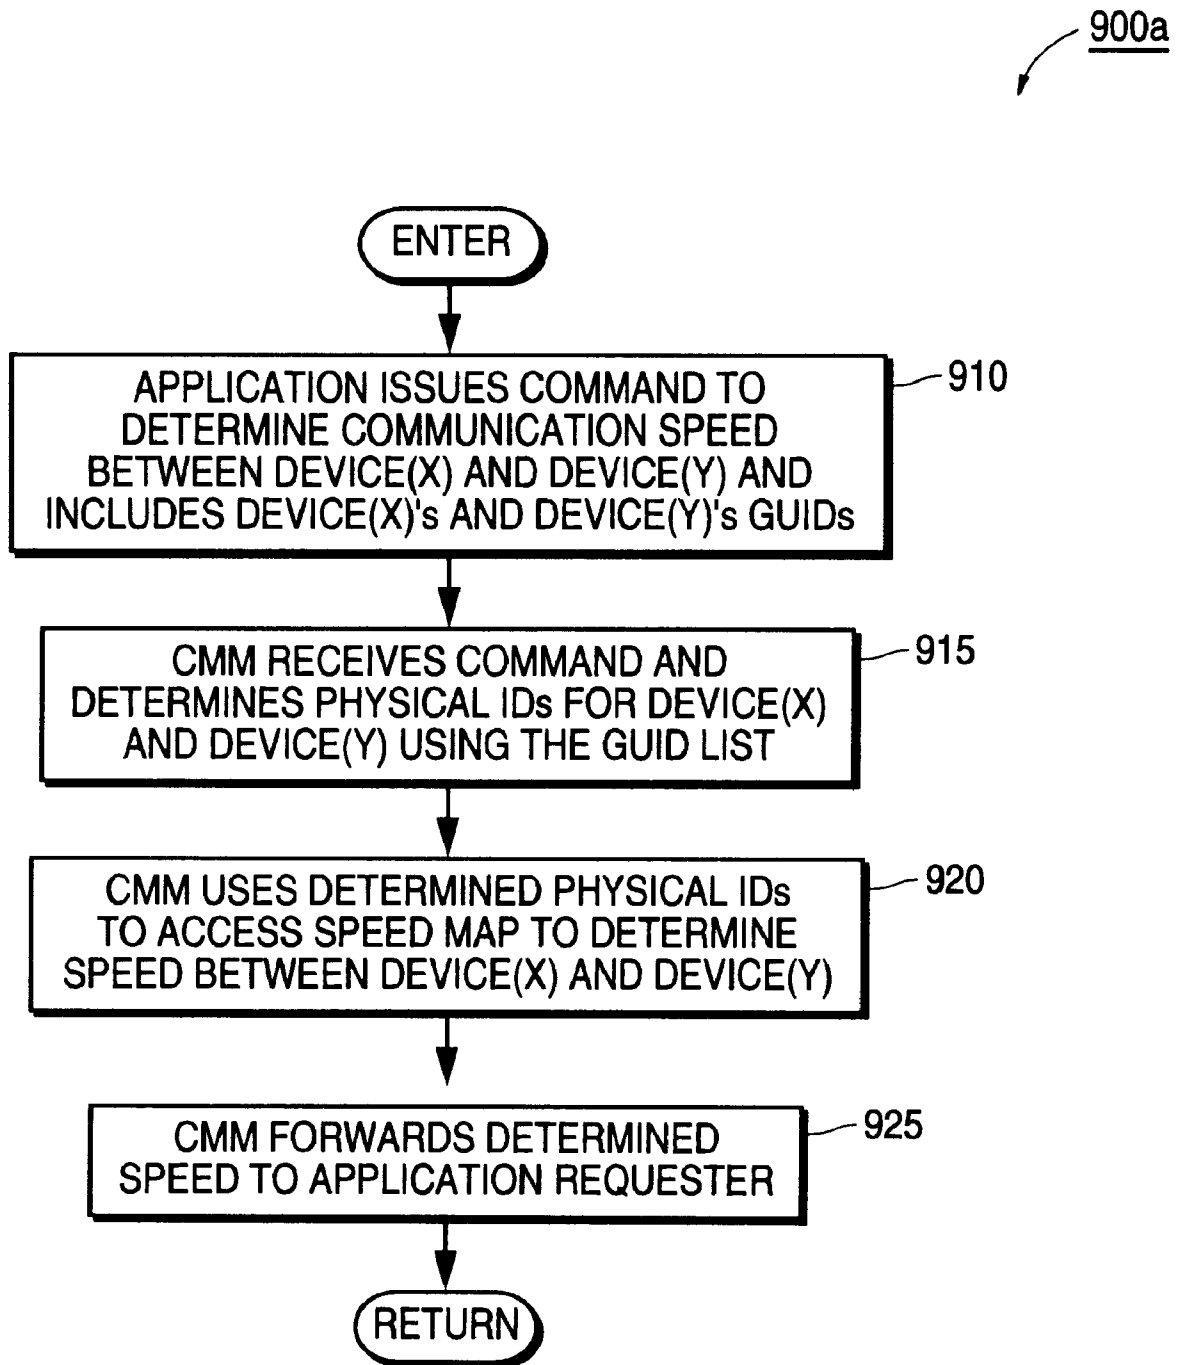 900a
ENTER
APPLICATION ISSUES COMMAND TO
DETERMINE COMMUNICATION SPEED
BETWEEN DEVICE(X) AND DEVICE(Y) AND
INCLUDES DEVICE(X)'s AND DEVICE(Y)'s GUIDs
910
CMM RECEIVES COMMAND AND
DETERMINES PHYSICAL IDs FOR DEVICE(X)
AND DEVICE(Y) USING THE GUID LIST
915
CMM USES DETERMINED PHYSICAL IDs
TO ACCESS SPEED MAP TO DETERMINE
SPEED BETWEEN DEVICE(X) AND DEVICE(Y)
920
CMM FORWARDS DETERMINED
SPEED TO APPLICATION REQUESTER
925
RETURN